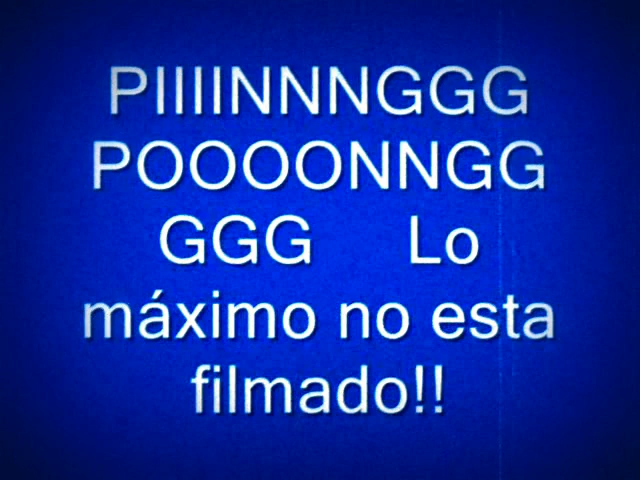 PIIIINNNGGG
POOOONNGG
GGG Lo
máximo no esta
filmado!!